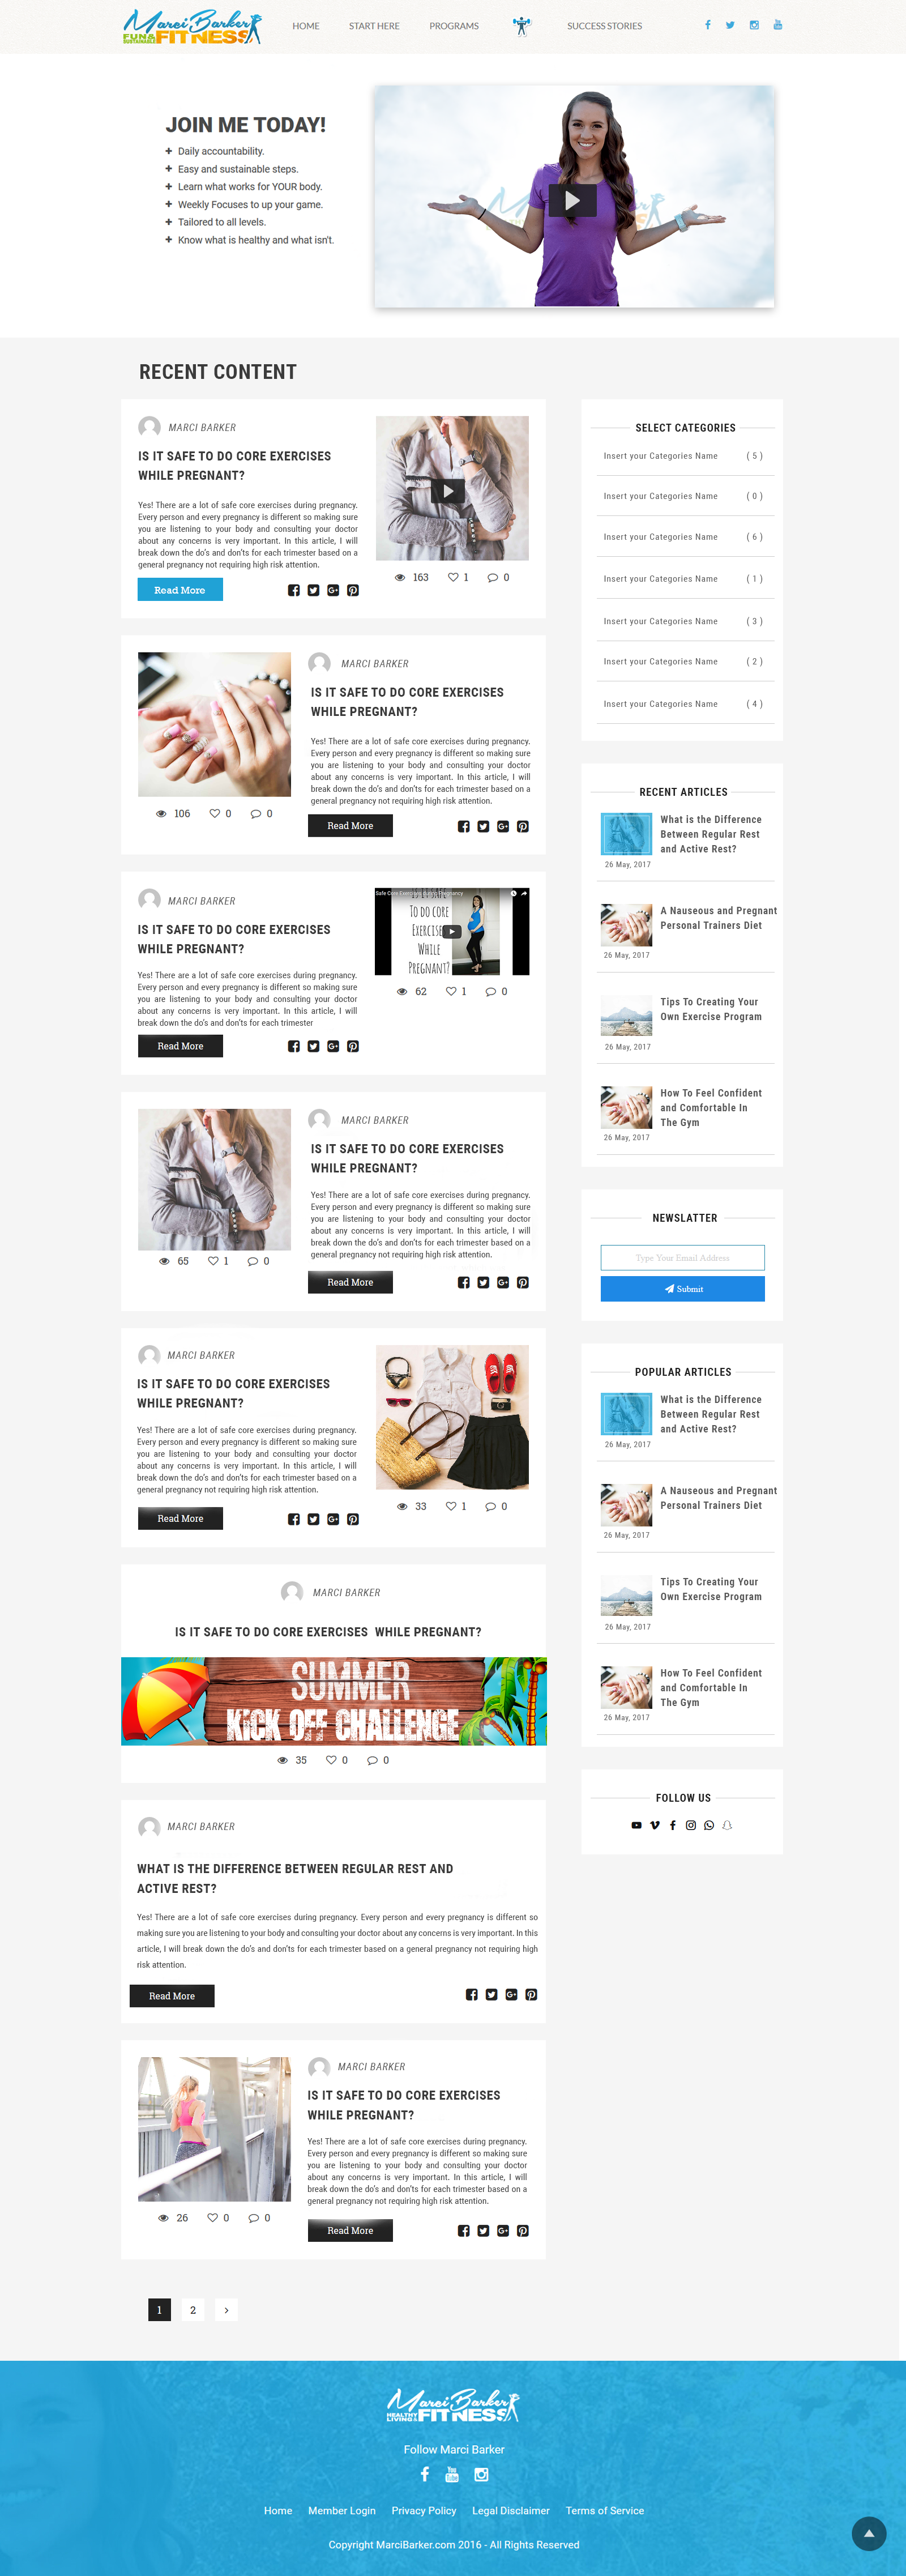 Marci Barker
FUN &
SUSTAINABLE
FITNESS
HOME
START HERE
PROGRAMS
SUCCESS STORIES
JOIN ME TODAY!
Daily accountability.
Easy and sustainable steps.
Learn what works for YOUR body.
Weekly Focuses to up your game.
Tailored to all levels.
Know what is healthy and what isn't.
RECENT CONTENT
MARCI BARKER
IS IT SAFE TO DO CORE EXERCISES
WHILE PREGNANT?
Yes! There are a lot of safe core exercises during pregnancy.
Every person and every pregnancy is different so making sure
you are listening to your body and consulting your doctor
about any concerns is very important. In this article, I will
break down the do's and don'ts for each trimester based on a
general pregnancy not requiring high risk attention.
Read More
163 1 0
MARCI BARKER
IS IT SAFE TO DO CORE EXERCISES
WHILE PREGNANT?
Yes! There are a lot of safe core exercises during pregnancy.
Every person and every pregnancy is different so making sure
you are listening to your body and consulting your doctor
about any concerns is very important. In this article, I will
break down the do's and don'ts for each trimester based on a
general pregnancy not requiring high risk attention.
106 0 0
Read More
MARCI BARKER
IS IT SAFE TO DO CORE EXERCISES
WHILE PREGNANT?
Yes! There are a lot of safe core exercises during pregnancy.
Every person and every pregnancy is different so making sure
you are listening to your body and consulting your doctor
about any concerns is very important. In this article, I will
break down the do's and don'ts for each trimester
Read More
Safe Core Exercises during Pregnancy
TO DO CORE
EXERCISES
WHILE
PREGNANT?
62 1 0
MARCI BARKER
IS IT SAFE TO DO CORE EXERCISES
WHILE PREGNANT?
Yes! There are a lot of safe core exercises during pregnancy.
Every person and every pregnancy is different so making sure
you are listening to your body and consulting your doctor
about any concerns is very important. In this article, I will
break down the do's and don'ts for each trimester based on a
general pregnancy not requiring high risk attention.
65 1 0
Read More
MARCI BARKER
IS IT SAFE TO DO CORE EXERCISES
WHILE PREGNANT?
Yes! There are a lot of safe core exercises during pregnancy.
Every person and every pregnancy is different so making sure
you are listening to your body and consulting your doctor
about any concerns is very important. In this article, I will
break down the do's and don'ts for each trimester based on a
general pregnancy not requiring high risk attention.
Read More
33 1 0
MARCI BARKER
IS IT SAFE TO DO CORE EXERCISES WHILE PREGNANT?
SUMMER
KICK OFF CHALLENGE
35 0 0
MARCI BARKER
WHAT IS THE DIFFERENCE BETWEEN REGULAR REST AND
ACTIVE REST?
Yes! There are a lot of safe core exercises during pregnancy. Every person and every pregnancy is different so
making sure you are listening to your body and consulting your doctor about any concerns is very important. In this
article, I will break down the do's and don'ts for each trimester based on a general pregnancy not requiring high
risk attention.
Read More
MARCI BARKER
IS IT SAFE TO DO CORE EXERCISES
WHILE PREGNANT?
Yes! There are a lot of safe core exercises during pregnancy.
Every person and every pregnancy is different so making sure
you are listening to your body and consulting your doctor
about any concerns is very important. In this article, I will
break down the do's and don'ts for each trimester based on a
general pregnancy not requiring high risk attention.
26 0 0
Read More
1 2 >
SELECT CATEGORIES
Insert your Categories Name ( 5 )
Insert your Categories Name ( 0 )
Insert your Categories Name ( 6 )
Insert your Categories Name ( 1 )
Insert your Categories Name ( 3 )
Insert your Categories Name ( 2 )
Insert your Categories Name ( 4 )
RECENT ARTICLES
What is the Difference
Between Regular Rest
and Active Rest?
26 May, 2017
A Nauseous and Pregnant
Personal Trainers Diet
26 May, 2017
Tips To Creating Your
Own Exercise Program
26 May, 2017
How To Feel Confident
and Comfortable In
The Gym
26 May, 2017
NEWSLATTER
Type Your Email Address
Submit
POPULAR ARTICLES
What is the Difference
Between Regular Rest
and Active Rest?
26 May, 2017
A Nauseous and Pregnant
Personal Trainers Diet
26 May, 2017
Tips To Creating Your
Own Exercise Program
26 May, 2017
How To Feel Confident
and Comfortable In
The Gym
26 May, 2017
FOLLOW US
Marci Barker
HEALTHY
LIVING &
FITNESS
Follow Marci Barker
Home Member Login Privacy Policy Legal Disclaimer Terms of Service
Copyright MarciBarker.com 2016 - All Rights Reserved